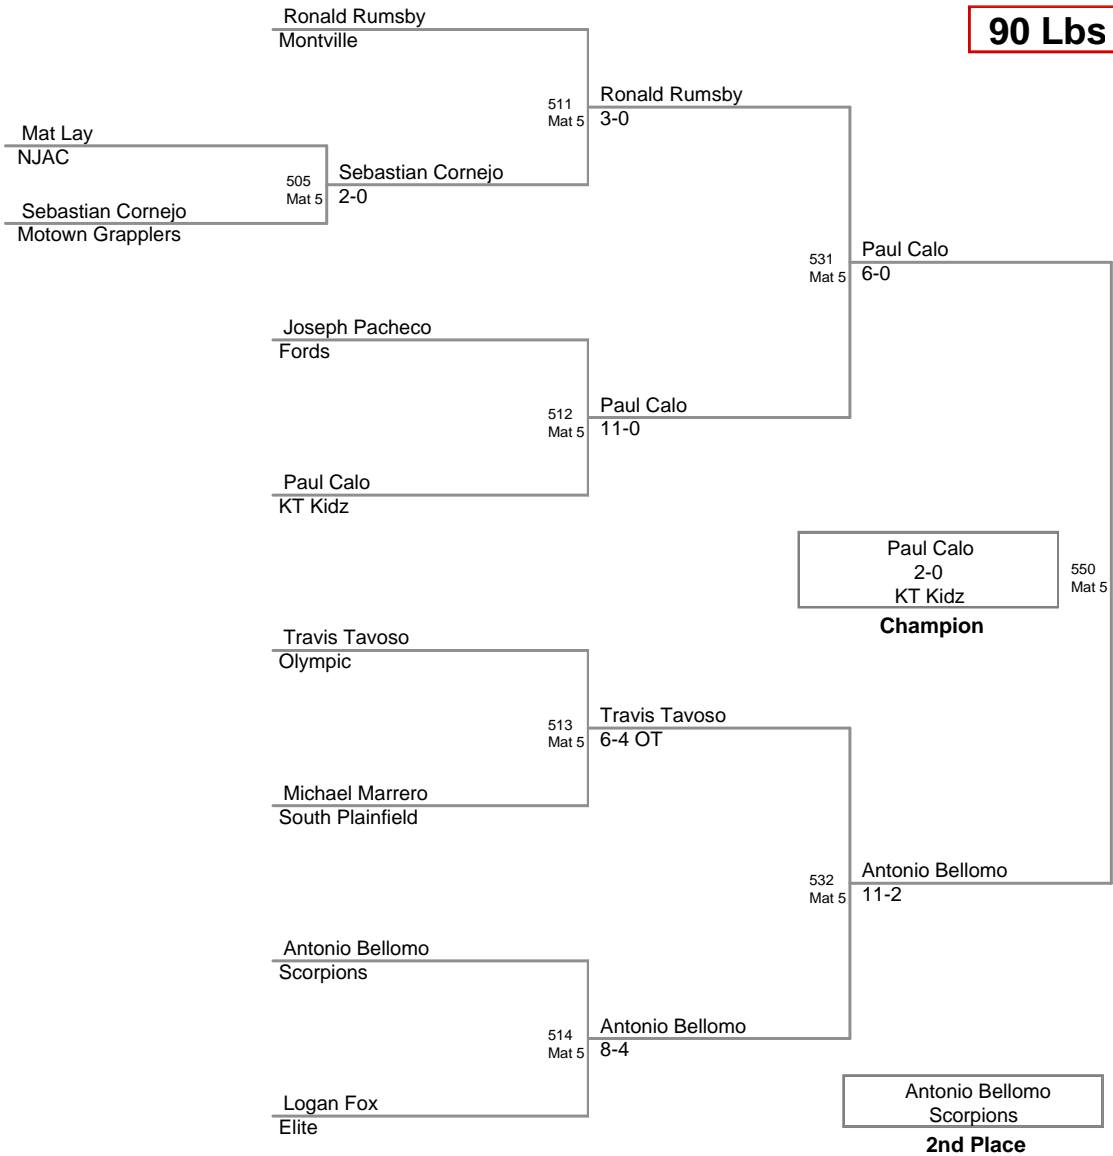 Ronald Rumsby
Montville
90 Lbs
511
Mat 5
Ronald Rumsby
3-0
Mat Lay
NJAC
505
Mat 5
Sebastian Cornejo
2-0
Sebastian Cornejo
Motown Grapplers
531
Mat 5
Paul Calo
6-0
Joseph Pacheco
Fords
512
Mat 5
Paul Calo
11-0
Paul Calo
KT Kidz
Paul Calo
2-0
KT Kidz
Champion
550
Mat 5
Travis Tavoso
Olympic
513
Mat 5
Travis Tavoso
6-4 OT
Michael Marrero
South Plainfield
532
Mat 5
Antonio Bellomo
11-2
Antonio Bellomo
Scorpions
514
Mat 5
Antonio Bellomo
8-4
Logan Fox
Elite
Antonio Bellomo
Scorpions
2nd Place